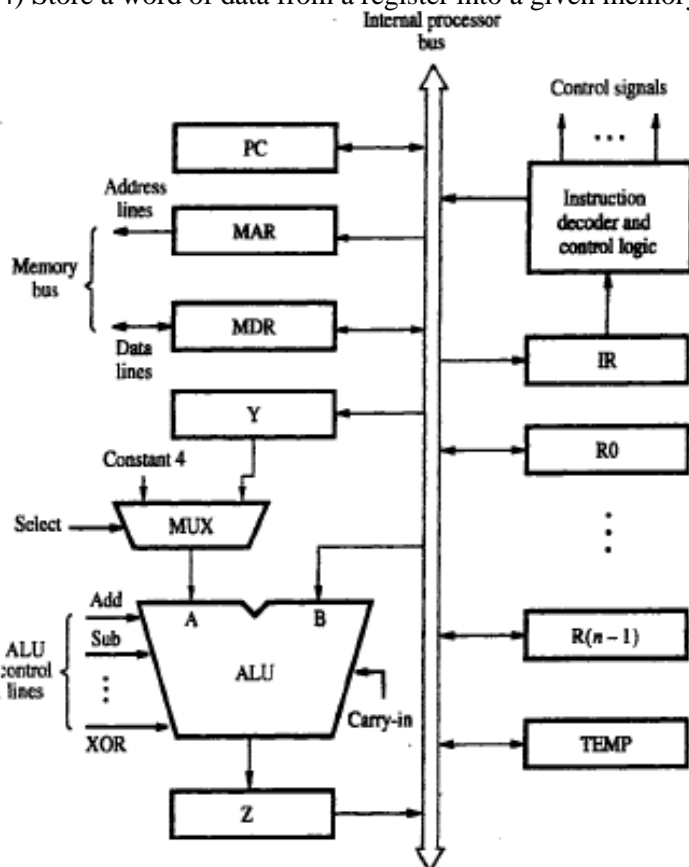 4) Store a word of data from a register into a given memory
Internal processor
bus
Control signals
...
PC
Address
lines
MAR
Instruction
decoder and
control logic
Memory
bus
MDR
Data
lines
IR
Y
R0
Constant 4
Select
MUX
Add
A
B
R(n − 1)
Sub
ALU
control
lines
ALU
Carry-in
XOR
TEMP
Z